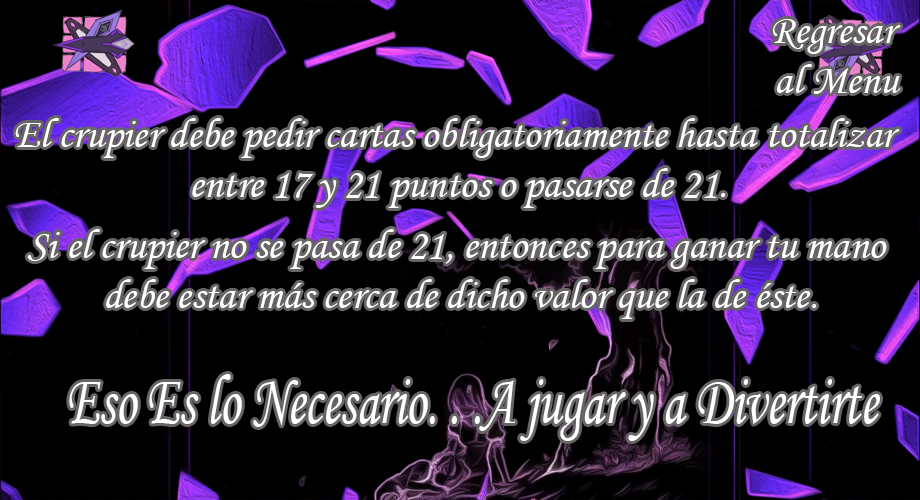 Regresar
al Menu
El crupier debe pedir cartas obligatoriamente hasta totalizar
entre 17 y 21 puntos o pasarse de 21.
Si el crupier no se pasa de 21, entonces para ganar tu mano
debe estar más cerca de dicho valor que la de éste.
Eso Es lo Necesario. . .A jugar y a Divertirte